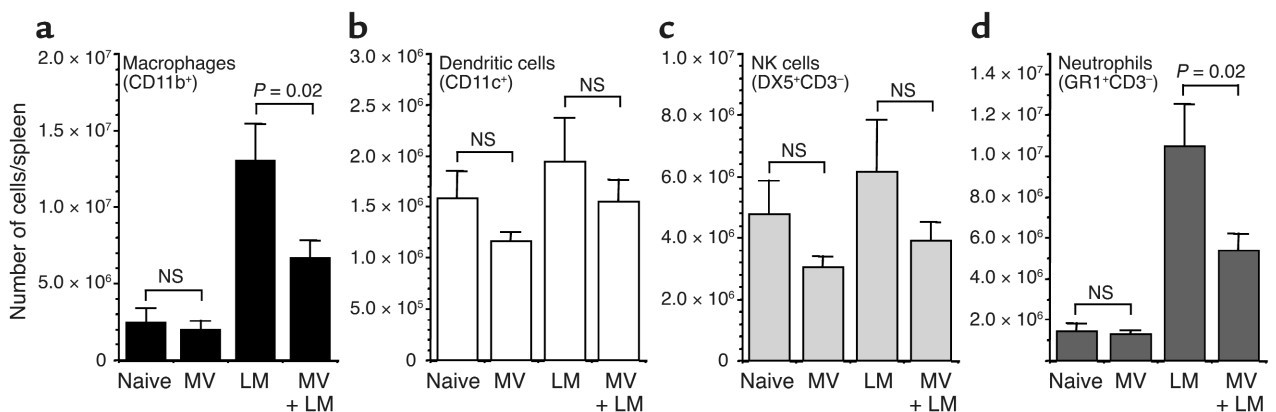 a
Macrophages
(CD11b⁺)
Number of cells/spleen
2.0 × 10⁷
1.5 × 10⁷
1.0 × 10⁷
5.0 × 10⁶
0
NS
P = 0.02
Naive MV LM MV
+ LM
b
Dendritic cells
(CD11c⁺)
3.0 × 10⁶
2.5 × 10⁶
2.0 × 10⁶
1.5 × 10⁶
1.0 × 10⁶
5.0 × 10⁵
0
NS
NS
Naive MV LM MV
+ LM
c
NK cells
(DX5⁺CD3⁻)
1.0 × 10⁷
8.0 × 10⁶
6.0 × 10⁶
4.0 × 10⁶
2.0 × 10⁶
0
NS
NS
Naive MV LM MV
+ LM
d
Neutrophils
(GR1⁺CD3⁻)
1.4 × 10⁷
1.2 × 10⁷
1.0 × 10⁷
8.0 × 10⁶
6.0 × 10⁶
4.0 × 10⁶
2.0 × 10⁶
NS
P = 0.02
Naive MV LM MV
+ LM